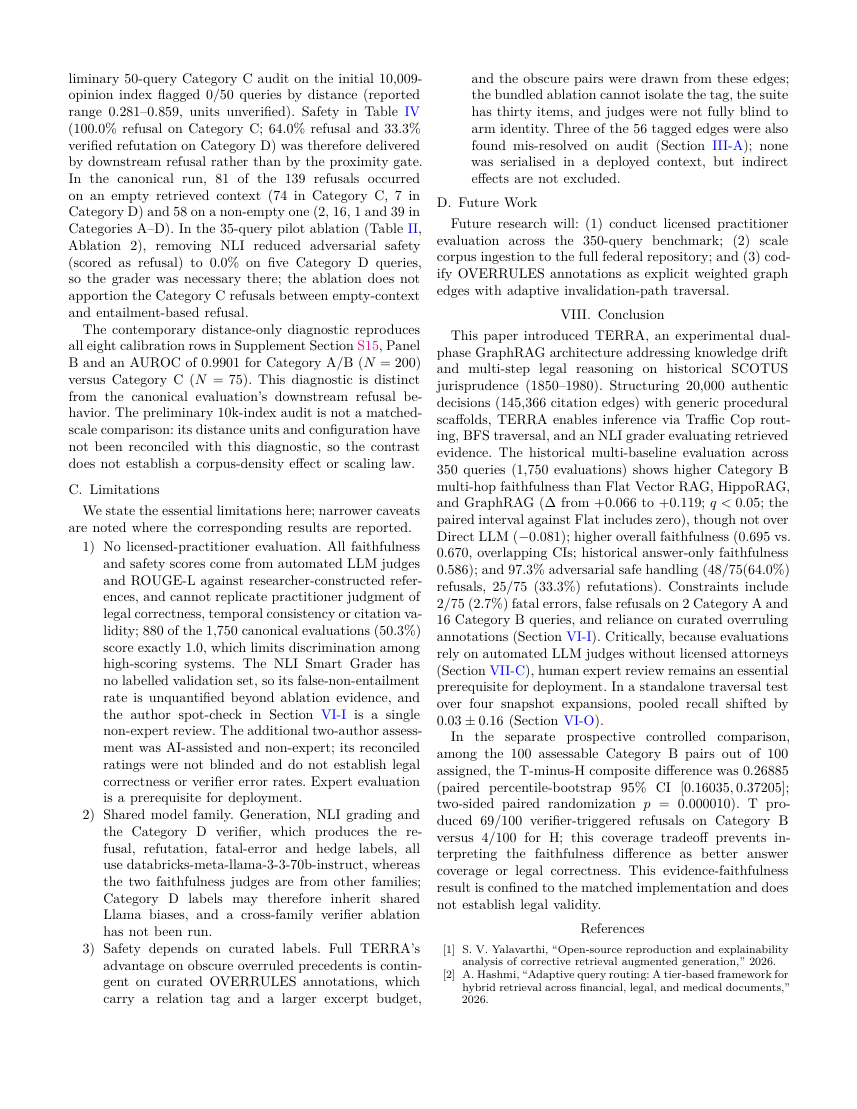 liminary 50-query Category C audit on the initial 10,009-
opinion index flagged 0/50 queries by distance (reported
range 0.281–0.859, units unverified). Safety in Table IV
(100.0% refusal on Category C; 64.0% refusal and 33.3%
verified refutation on Category D) was therefore delivered
by downstream refusal rather than by the proximity gate.
In the canonical run, 81 of the 139 refusals occurred
on an empty retrieved context (74 in Category C, 7 in
Category D) and 58 on a non-empty one (2, 16, 1 and 39 in
Categories A–D). In the 35-query pilot ablation (Table II,
Ablation 2), removing NLI reduced adversarial safety
(scored as refusal) to 0.0% on five Category D queries,
so the grader was necessary there; the ablation does not
apportion the Category C refusals between empty-context
and entailment-based refusal.
The contemporary distance-only diagnostic reproduces
all eight calibration rows in Supplement Section S15, Panel
B and an AUROC of 0.9901 for Category A/B (N = 200)
versus Category C (N = 75). This diagnostic is distinct
from the canonical evaluation's downstream refusal be-
havior. The preliminary 10k-index audit is not a matched-
scale comparison: its distance units and configuration have
not been reconciled with this diagnostic, so the contrast
does not establish a corpus-density effect or scaling law.
C. Limitations
We state the essential limitations here; narrower caveats
are noted where the corresponding results are reported.
1) No licensed-practitioner evaluation. All faithfulness
and safety scores come from automated LLM judges
and ROUGE-L against researcher-constructed refer-
ences, and cannot replicate practitioner judgment of
legal correctness, temporal consistency or citation va-
lidity; 880 of the 1,750 canonical evaluations (50.3%)
score exactly 1.0, which limits discrimination among
high-scoring systems. The NLI Smart Grader has
no labelled validation set, so its false-non-entailment
rate is unquantified beyond ablation evidence, and
the author spot-check in Section VI-I is a single
non-expert review. The additional two-author assess-
ment was AI-assisted and non-expert; its reconciled
ratings were not blinded and do not establish legal
correctness or verifier error rates. Expert evaluation
is a prerequisite for deployment.
2) Shared model family. Generation, NLI grading and
the Category D verifier, which produces the re-
fusal, refutation, fatal-error and hedge labels, all
use databricks-meta-llama-3-3-70b-instruct, whereas
the two faithfulness judges are from other families;
Category D labels may therefore inherit shared
Llama biases, and a cross-family verifier ablation
has not been run.
3) Safety depends on curated labels. Full TERRA's
advantage on obscure overruled precedents is contin-
gent on curated OVERRULES annotations, which
carry a relation tag and a larger excerpt budget,
and the obscure pairs were drawn from these edges;
the bundled ablation cannot isolate the tag, the suite
has thirty items, and judges were not fully blind to
arm identity. Three of the 56 tagged edges were also
found mis-resolved on audit (Section III-A); none
was serialised in a deployed context, but indirect
effects are not excluded.
D. Future Work
Future research will: (1) conduct licensed practitioner
evaluation across the 350-query benchmark; (2) scale
corpus ingestion to the full federal repository; and (3) cod-
ify OVERRULES annotations as explicit weighted graph
edges with adaptive invalidation-path traversal.
VIII. Conclusion
This paper introduced TERRA, an experimental dual-
phase GraphRAG architecture addressing knowledge drift
and multi-step legal reasoning on historical SCOTUS
jurisprudence (1850–1980). Structuring 20,000 authentic
decisions (145,366 citation edges) with generic procedural
scaffolds, TERRA enables inference via Traffic Cop rout-
ing, BFS traversal, and an NLI grader evaluating retrieved
evidence. The historical multi-baseline evaluation across
350 queries (1,750 evaluations) shows higher Category B
multi-hop faithfulness than Flat Vector RAG, HippoRAG,
and GraphRAG (Δ from +0.066 to +0.119; q < 0.05; the
paired interval against Flat includes zero), though not over
Direct LLM (−0.081); higher overall faithfulness (0.695 vs.
0.670, overlapping CIs; historical answer-only faithfulness
0.586); and 97.3% adversarial safe handling (48/75(64.0%)
refusals, 25/75 (33.3%) refutations). Constraints include
2/75 (2.7%) fatal errors, false refusals on 2 Category A and
16 Category B queries, and reliance on curated overruling
annotations (Section VI-I). Critically, because evaluations
rely on automated LLM judges without licensed attorneys
(Section VII-C), human expert review remains an essential
prerequisite for deployment. In a standalone traversal test
over four snapshot expansions, pooled recall shifted by
0.03 ± 0.16 (Section VI-O).
In the separate prospective controlled comparison,
among the 100 assessable Category B pairs out of 100
assigned, the T-minus-H composite difference was 0.26885
(paired percentile-bootstrap 95% CI [0.16035, 0.37205];
two-sided paired randomization p = 0.000010). T pro-
duced 69/100 verifier-triggered refusals on Category B
versus 4/100 for H; this coverage tradeoff prevents in-
terpreting the faithfulness difference as better answer
coverage or legal correctness. This evidence-faithfulness
result is confined to the matched implementation and does
not establish legal validity.
References
[1] S. V. Yalavarthi, “Open-source reproduction and explainability
analysis of corrective retrieval augmented generation,” 2026.
[2] A. Hashmi, “Adaptive query routing: A tier-based framework for
hybrid retrieval across financial, legal, and medical documents,”
2026.